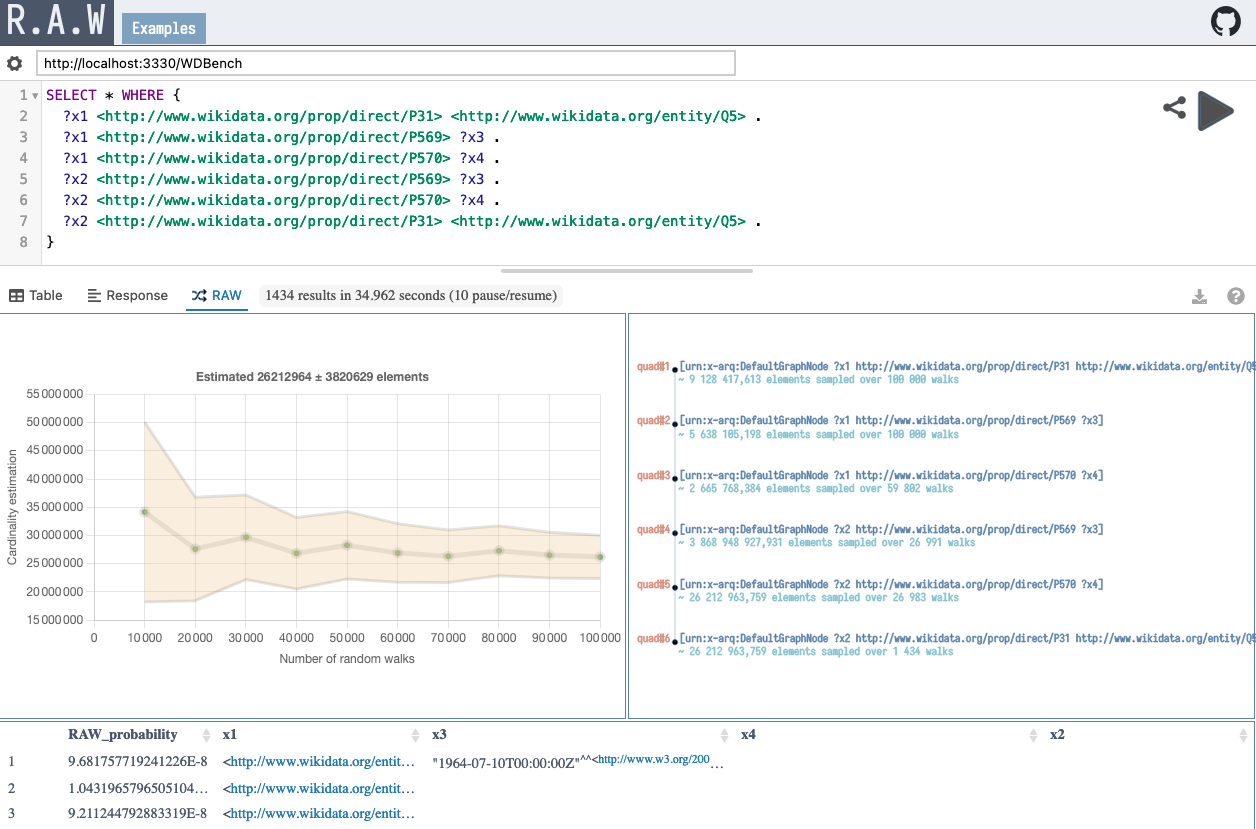 R.A.W
Examples
http://localhost:3330/WDBench
1 SELECT * WHERE {
2 ?x1 <http://www.wikidata.org/prop/direct/P31> <http://www.wikidata.org/entity/Q5> .
3 ?x1 <http://www.wikidata.org/prop/direct/P569> ?x3 .
4 ?x1 <http://www.wikidata.org/prop/direct/P570> ?x4 .
5 ?x2 <http://www.wikidata.org/prop/direct/P569> ?x3 .
6 ?x2 <http://www.wikidata.org/prop/direct/P570> ?x4 .
7 ?x2 <http://www.wikidata.org/prop/direct/P31> <http://www.wikidata.org/entity/Q5> .
8 }
Table Response RAW 1434 results in 34.962 seconds (10 pause/resume)
Estimated 26212964 ± 3820629 elements
55 000 000
50 000 000
45 000 000
40 000 000
35 000 000
30 000 000
25 000 000
20 000 000
15 000 000
Cardinality estimation
0 10 000 20 000 30 000 40 000 50 000 60 000 70 000 80 000 90 000 100 000
Number of random walks
quad#1 [urn:x-arq:DefaultGraphNode ?x1 http://www.wikidata.org/prop/direct/P31 http://www.wikidata.org/entity/Q5
~ 9 128 417,613 elements sampled over 100 000 walks
quad#2 [urn:x-arq:DefaultGraphNode ?x1 http://www.wikidata.org/prop/direct/P569 ?x3]
~ 5 638 105,198 elements sampled over 100 000 walks
quad#3 [urn:x-arq:DefaultGraphNode ?x1 http://www.wikidata.org/prop/direct/P570 ?x4]
~ 2 665 768,384 elements sampled over 59 802 walks
quad#4 [urn:x-arq:DefaultGraphNode ?x2 http://www.wikidata.org/prop/direct/P569 ?x3]
~ 3 868 948 927,931 elements sampled over 26 991 walks
quad#5 [urn:x-arq:DefaultGraphNode ?x2 http://www.wikidata.org/prop/direct/P570 ?x4]
~ 26 212 963,759 elements sampled over 26 983 walks
quad#6 [urn:x-arq:DefaultGraphNode ?x2 http://www.wikidata.org/prop/direct/P31 http://www.wikidata.org/entity/Q5
~ 26 212 963,759 elements sampled over 1 434 walks
RAW_probability x1 x3 x4 x2
1 9.681757719241226E-8 <http://www.wikidata.org/entit… "1964-07-10T00:00:00Z"^^<http://www.w3.org/200…
2 1.0431965796505104… <http://www.wikidata.org/entit…
3 9.211244792883319E-8 <http://www.wikidata.org/entit…